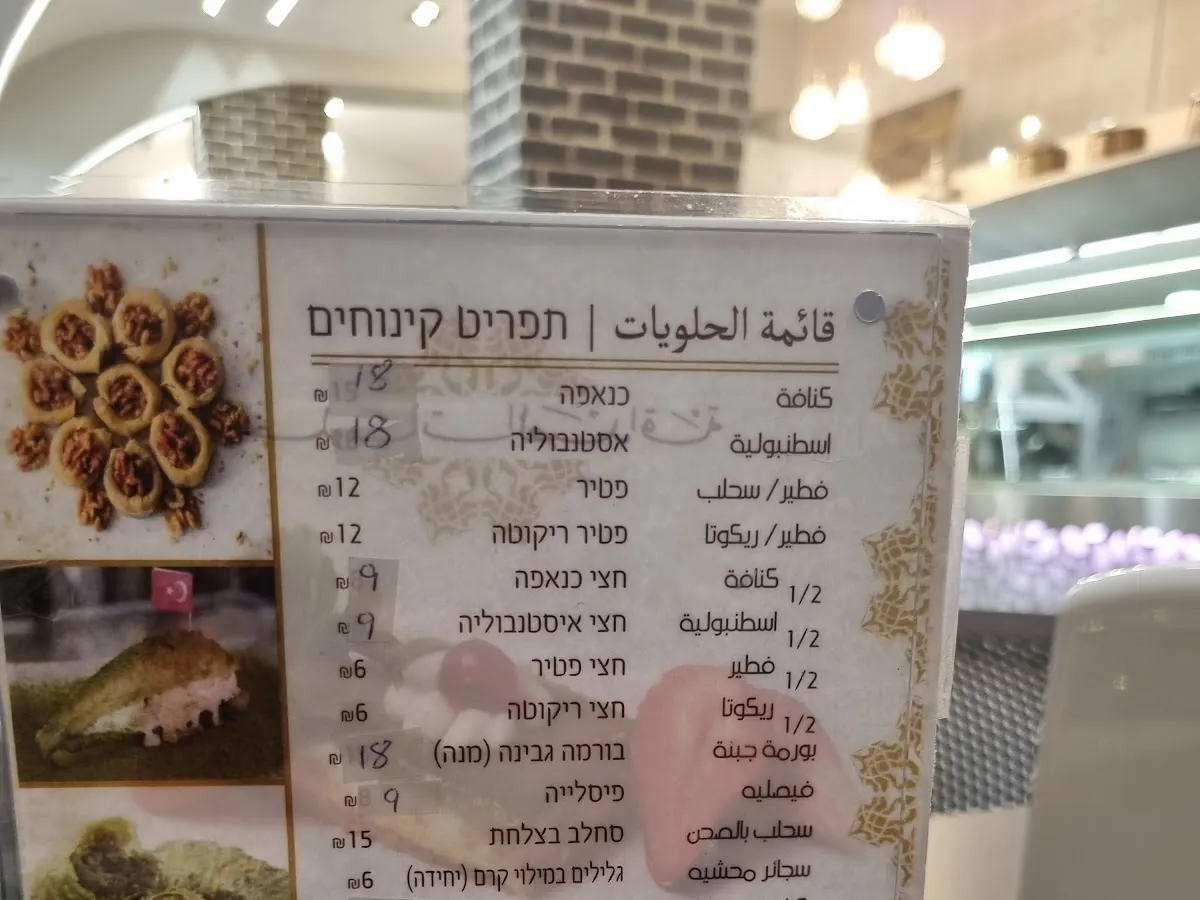 قائمة الحلويات | תפריט קינוחים
كنافة כנאפה 18 ₪
اسطنبولية אסטנבוליה 18 ₪
فطير/ سحلب פטיר 12 ₪
فطير/ ريكوتا פטיר ריקוטה 12 ₪
1/2 كنافة חצי כנאפה 9 ₪
1/2 اسطنبولية חצי איסטנבוליה 9 ₪
1/2 فطير חצי פטיר 6 ₪
1/2 ريكوتا חצי ריקוטה 6 ₪
بورمة جبنة בורמה גבינה (מנה) 18 ₪
فيصليه פיסלייה 9 ₪
سحلب بالصحن סחלב בצלחת 15 ₪
سجائر محشيه גלילים במילוי קרם (יחידה) 6 ₪